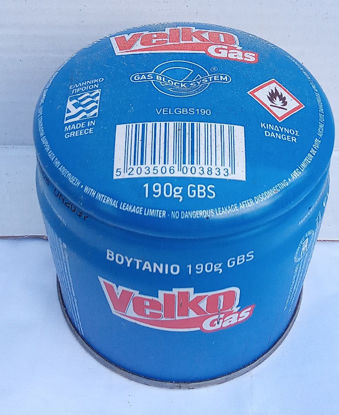 Velko
Gas
GAS BLOCK SYSTEM
ΕΛΛΗΝΙΚΟ
ΠΡΟΪΟΝ
MADE IN
GREECE
VELGBS190
ΚΙΝΔΥΝΟΣ
DANGER
5 203506 003833
190g GBS
• WITH INTERNAL LEAKAGE LIMITER - NO DANGEROUS LEAKAGE AFTER DISCONNECTING •
ΒΟΥΤΑΝΙΟ 190g GBS
Velko
Gas